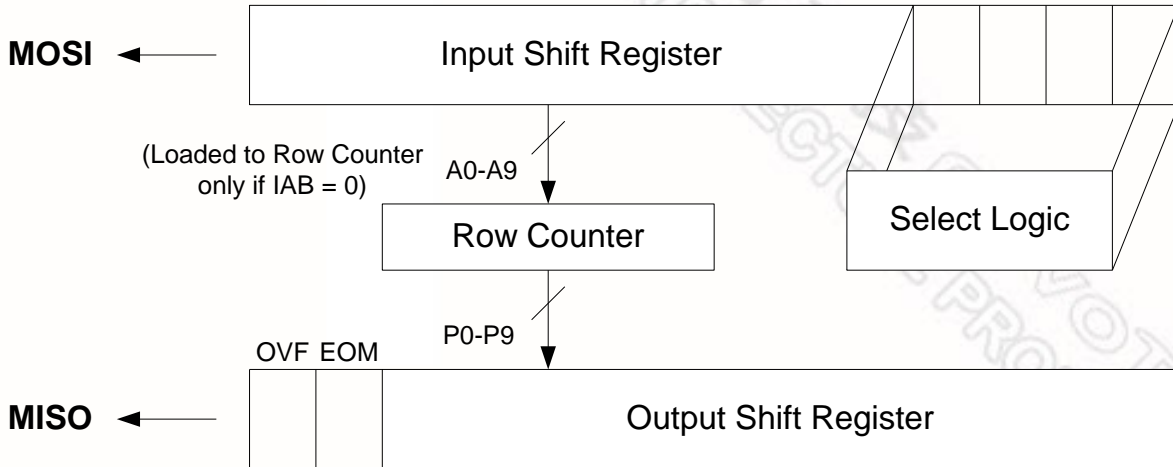 MOSI
Input Shift Register
(Loaded to Row Counter
only if IAB = 0)
A0-A9
Row Counter
Select Logic
P0-P9
OVF EOM
MISO
Output Shift Register